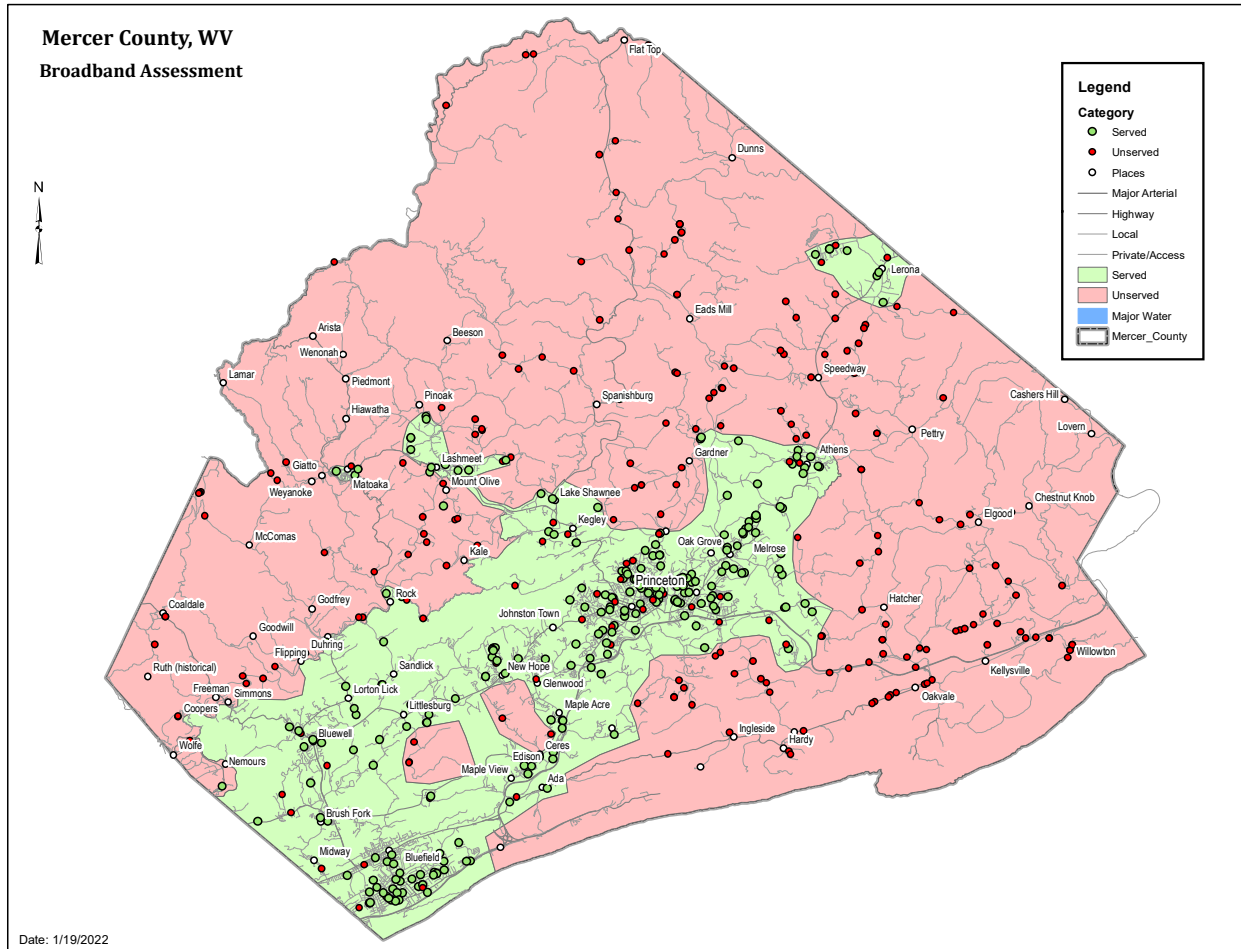 Mercer County, WV
Broadband Assessment
Flat Top
Legend
Category
Served
Unserved
Places
Major Arterial
Highway
Local
Private/Access
Served
Unserved
Major Water
Mercer_County
Dunns
N
Lerona
Eads Mill
Arista
Beeson
Wenonah
Speedway
Lamar
Piedmont
Cashers Hill
Pinoak
Spanishburg
Hiawatha
Pettry
Lovern
Gardner
Athens
Giatto
Lashmeet
Weyanoke
Matoaka
Mount Olive
Lake Shawnee
Chestnut Knob
Elgood
Kegley
McComas
Oak Grove
Melrose
Kale
Princeton
Rock
Coaldale
Godfrey
Hatcher
Johnston Town
Goodwill
Duhring
Willowton
Flipping
Sandlick
New Hope
Kellysville
Ruth (historical)
Glenwood
Freeman
Simmons
Lorton Lick
Oakvale
Coopers
Littlesburg
Maple Acre
Bluewell
Ingleside
Hardy
Wolfe
Ceres
Edison
Nemours
Maple View
Ada
Brush Fork
Midway
Bluefield
Date: 1/19/2022